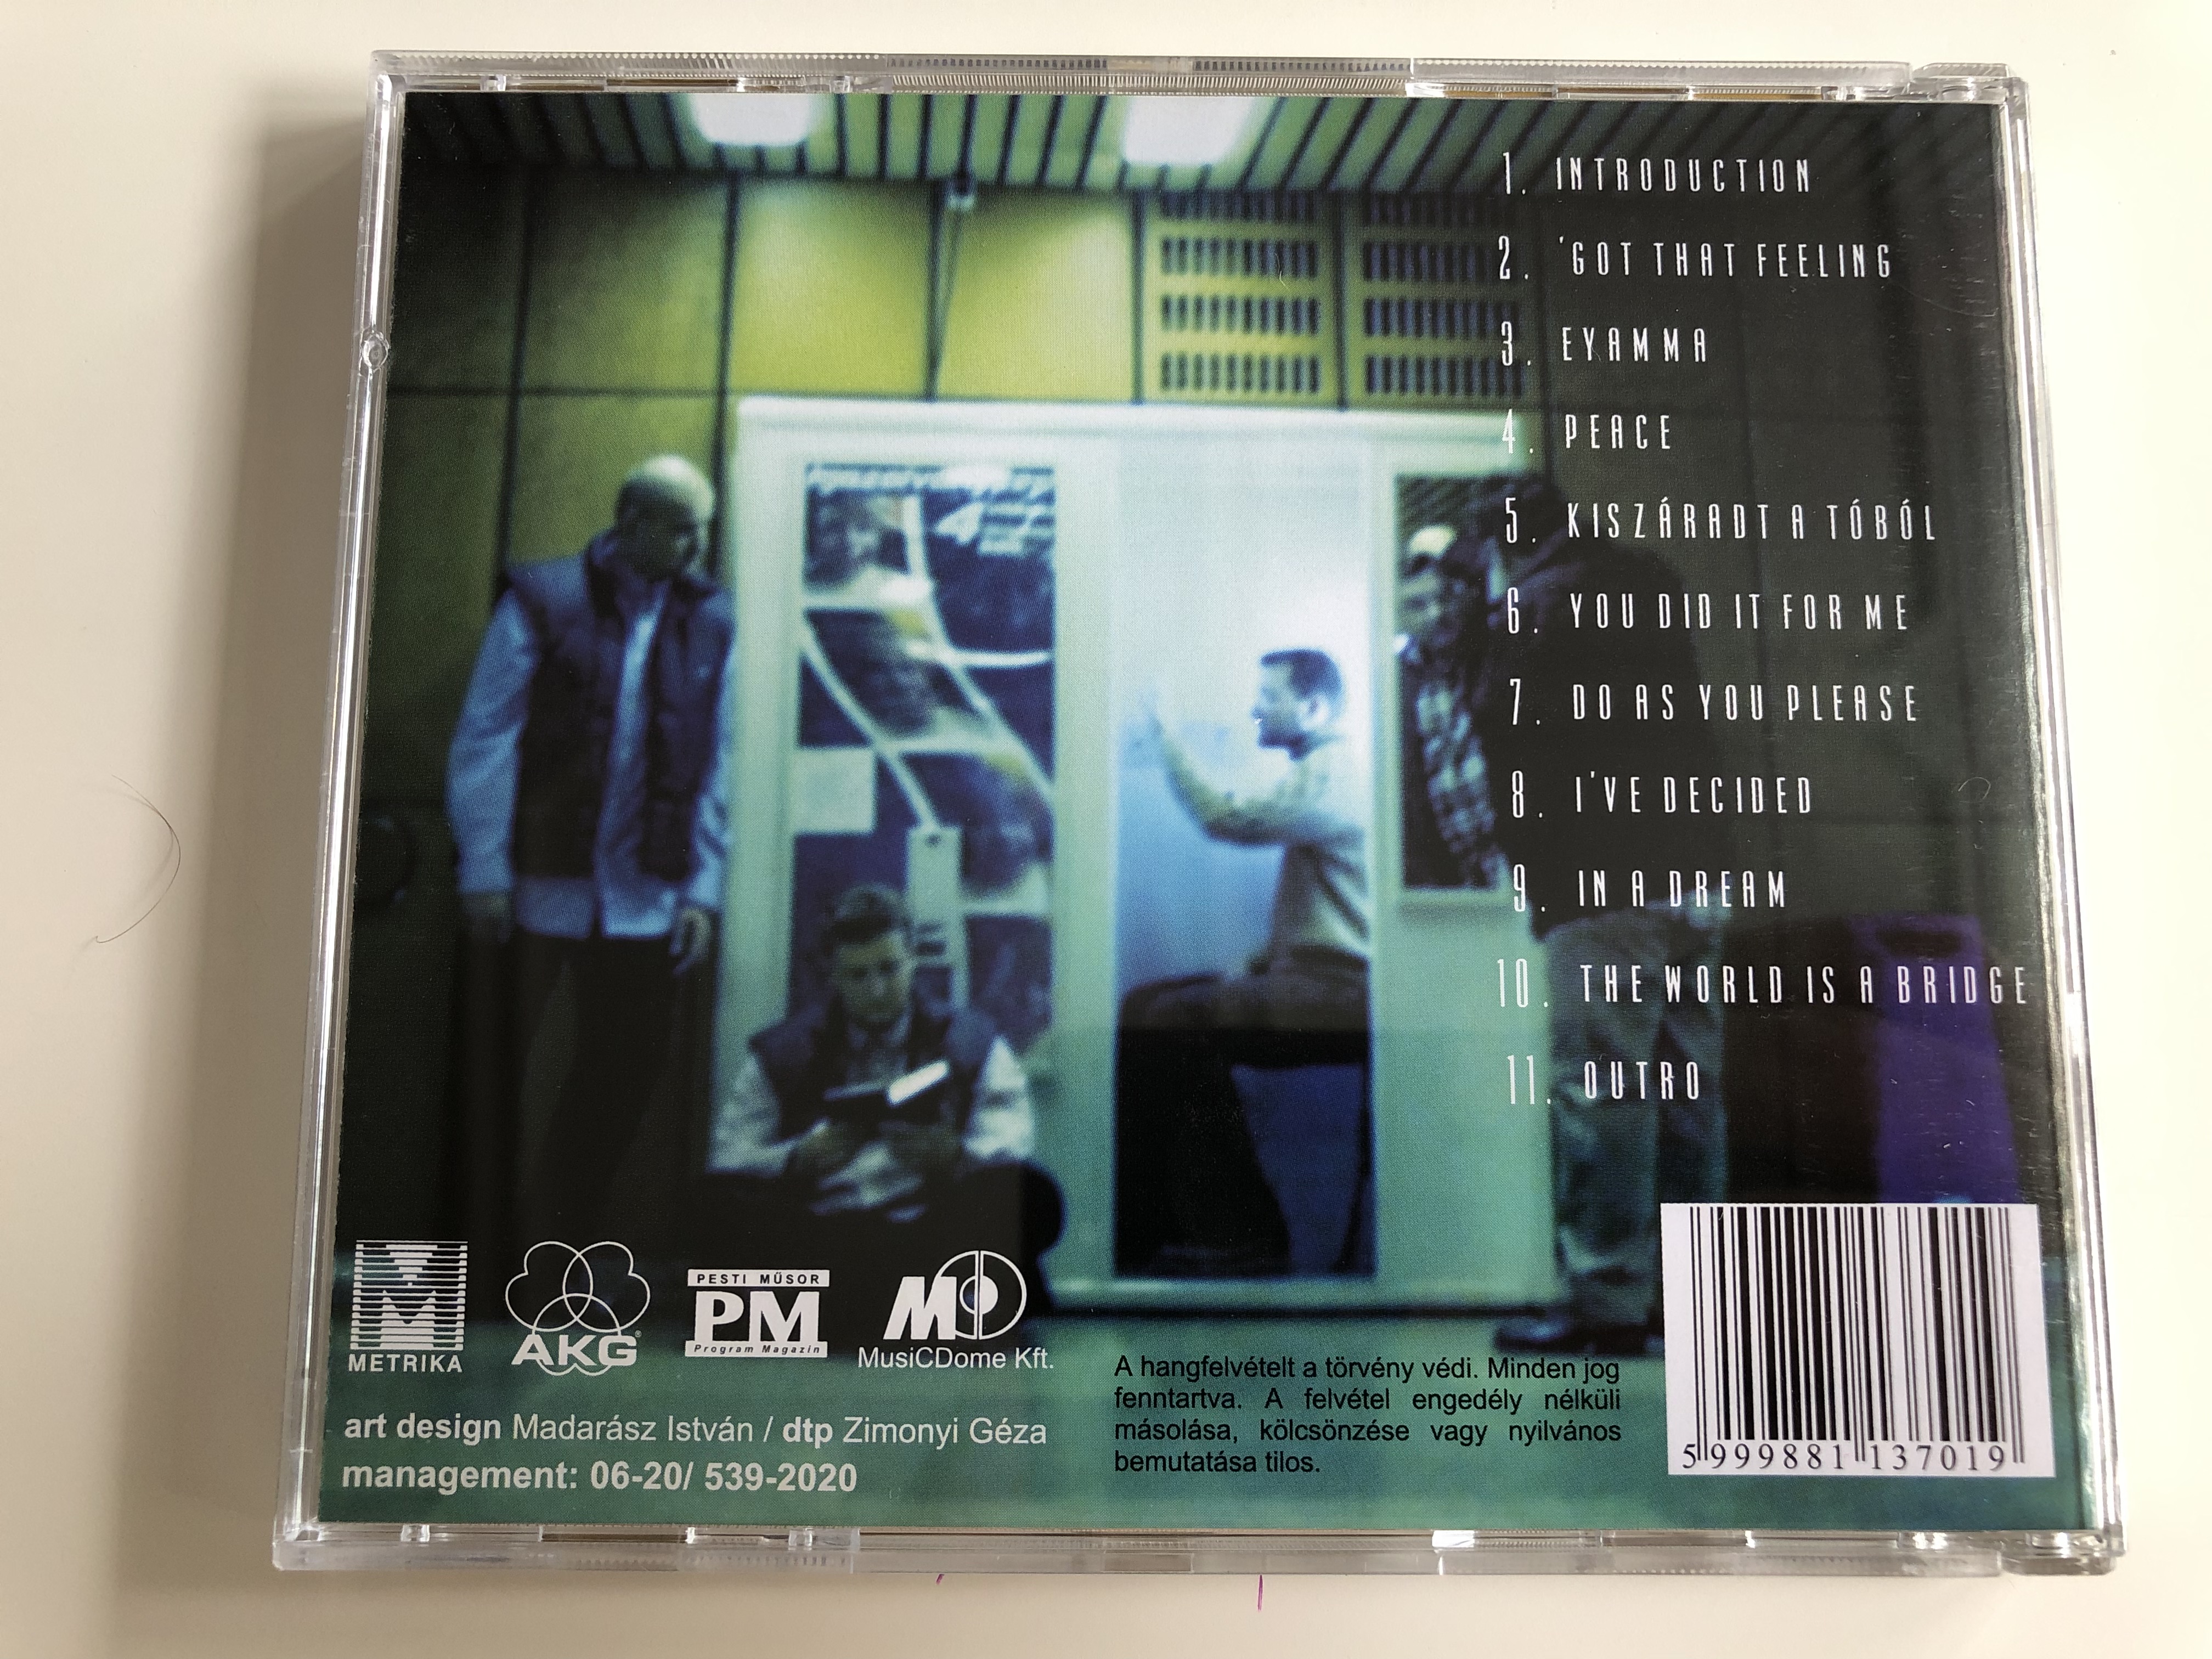 1. INTRODUCTION
2. 'GOT THAT FEELING
3. EYAMMA
4. PEACE
5. KISZÁRADT A TÓBÓL
6. YOU DID IT FOR ME
7. DO AS YOU PLEASE
8. I'VE DECIDED
9. IN A DREAM
10. THE WORLD IS A BRIDGE
11. OUTRO
METRIKA
AKG®
PESTI MŰSOR
PM
Program Magazin
MD
MusiCDome Kft.
art design Madarász István / dtp Zimonyi Géza
management: 06-20/ 539-2020
A hangfelvételt a törvény védi. Minden jog
fenntartva. A felvétel engedély nélküli
másolása, kölcsönzése vagy nyilvános
bemutatása tilos.
5 999881 137019